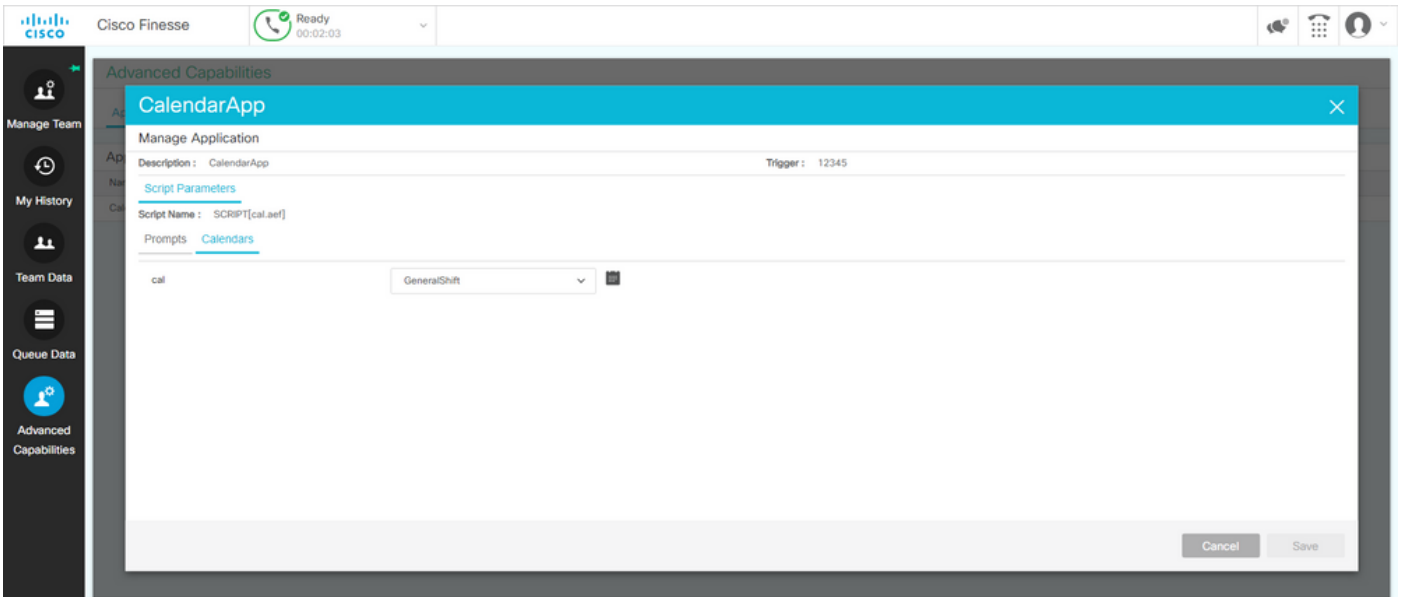 CISCO
Cisco Finesse
Ready
00:02:03
Manage Team
My History
Team Data
Queue Data
Advanced
Capabilities
Advanced Capabilities
CalendarApp
Manage Application
Description : CalendarApp
Trigger : 12345
Script Parameters
Script Name : SCRIPT[cal.aef]
Prompts Calendars
cal GeneralShift
Cancel Save